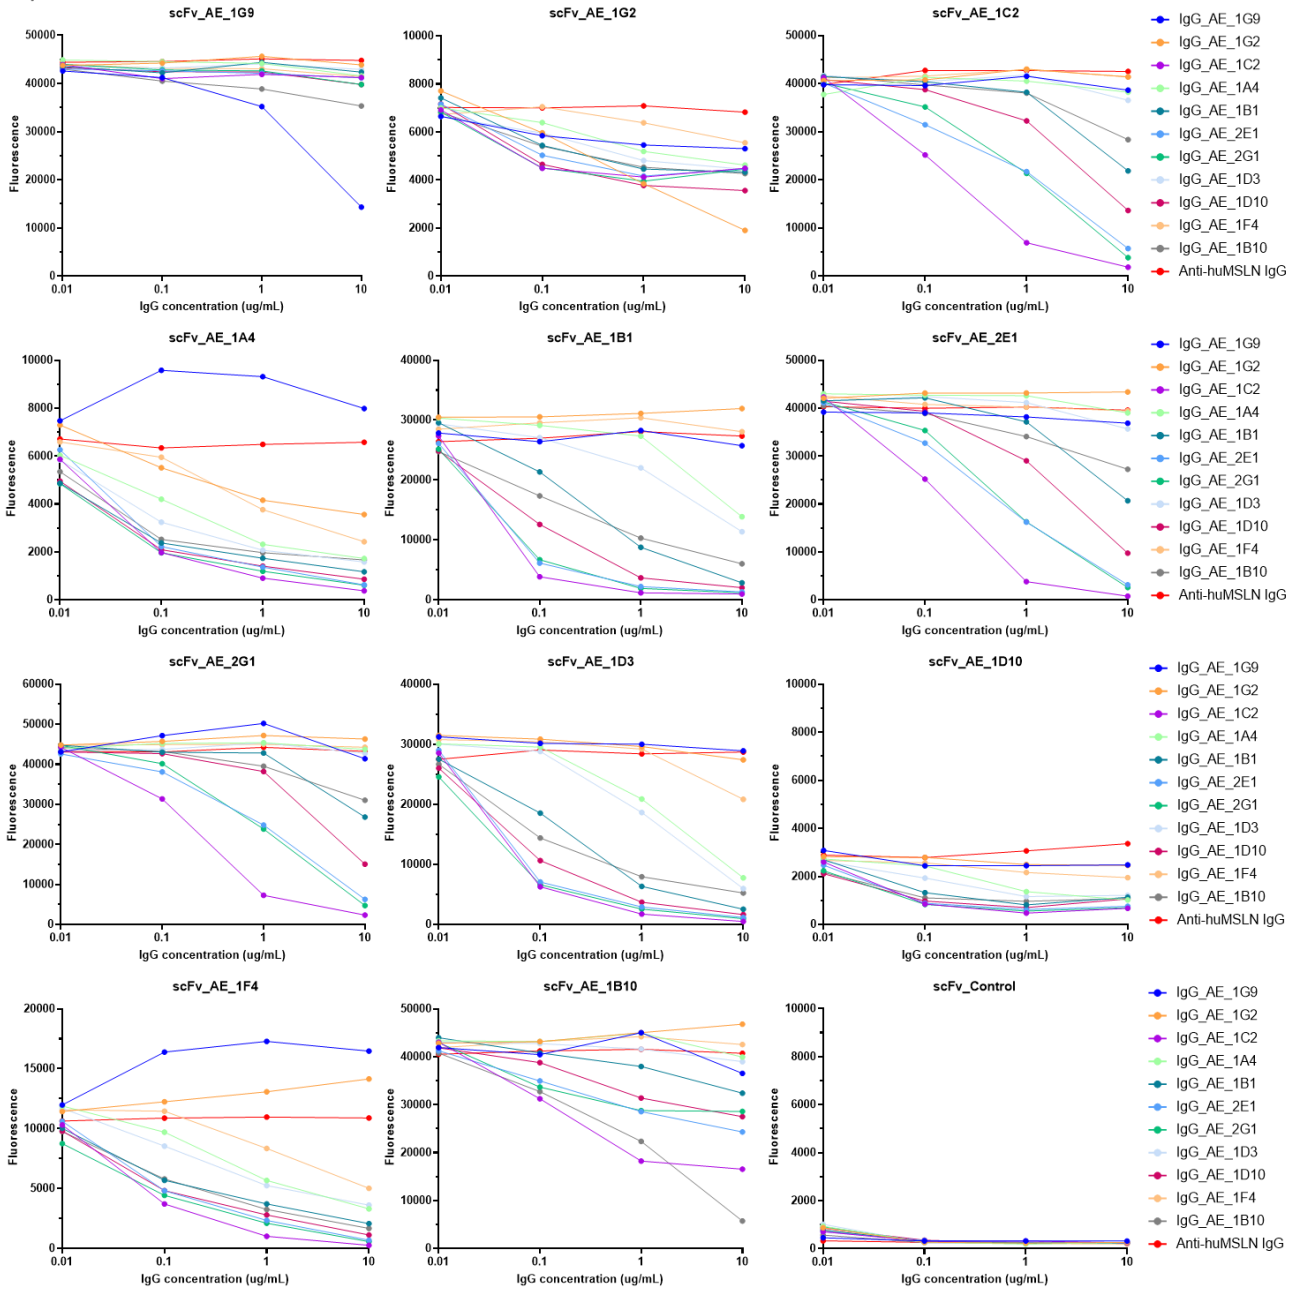 scFv_AE_1G9
50000
40000
30000
20000
10000
0
Fluorescence
0.01 0.1 1 10
IgG concentration (ug/mL)
scFv_AE_1G2
10000
8000
6000
4000
2000
0
Fluorescence
0.01 0.1 1 10
IgG concentration (ug/mL)
scFv_AE_1C2
50000
40000
30000
20000
10000
0
Fluorescence
0.01 0.1 1 10
IgG concentration (ug/mL)
IgG_AE_1G9
IgG_AE_1G2
IgG_AE_1C2
IgG_AE_1A4
IgG_AE_1B1
IgG_AE_2E1
IgG_AE_2G1
IgG_AE_1D3
IgG_AE_1D10
IgG_AE_1F4
IgG_AE_1B10
Anti-huMSLN IgG
scFv_AE_1A4
10000
8000
6000
4000
2000
0
Fluorescence
0.01 0.1 1 10
IgG concentration (ug/mL)
scFv_AE_1B1
40000
30000
20000
10000
0
Fluorescence
0.01 0.1 1 10
IgG concentration (ug/mL)
scFv_AE_2E1
50000
40000
30000
20000
10000
0
Fluorescence
0.01 0.1 1 10
IgG concentration (ug/mL)
IgG_AE_1G9
IgG_AE_1G2
IgG_AE_1C2
IgG_AE_1A4
IgG_AE_1B1
IgG_AE_2E1
IgG_AE_2G1
IgG_AE_1D3
IgG_AE_1D10
IgG_AE_1F4
IgG_AE_1B10
Anti-huMSLN IgG
scFv_AE_2G1
60000
50000
40000
30000
20000
10000
0
Fluorescence
0.01 0.1 1 10
IgG concentration (ug/mL)
scFv_AE_1D3
40000
30000
20000
10000
0
Fluorescence
0.01 0.1 1 10
IgG concentration (ug/mL)
scFv_AE_1D10
10000
8000
6000
4000
2000
0
Fluorescence
0.01 0.1 1 10
IgG concentration (ug/mL)
IgG_AE_1G9
IgG_AE_1G2
IgG_AE_1C2
IgG_AE_1A4
IgG_AE_1B1
IgG_AE_2E1
IgG_AE_2G1
IgG_AE_1D3
IgG_AE_1D10
IgG_AE_1F4
IgG_AE_1B10
Anti-huMSLN IgG
scFv_AE_1F4
20000
15000
10000
5000
0
Fluorescence
0.01 0.1 1 10
IgG concentration (ug/mL)
scFv_AE_1B10
50000
40000
30000
20000
10000
0
Fluorescence
0.01 0.1 1 10
IgG concentration (ug/mL)
scFv_Control
10000
8000
6000
4000
2000
0
Fluorescence
0.01 0.1 1 10
IgG concentration (ug/mL)
IgG_AE_1G9
IgG_AE_1G2
IgG_AE_1C2
IgG_AE_1A4
IgG_AE_1B1
IgG_AE_2E1
IgG_AE_2G1
IgG_AE_1D3
IgG_AE_1D10
IgG_AE_1F4
IgG_AE_1B10
Anti-huMSLN IgG